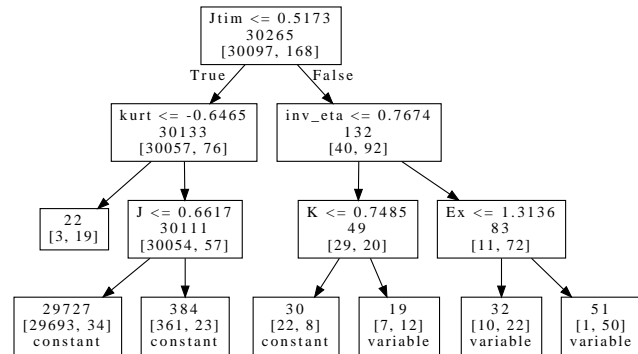 Jtim <= 0.5173
30265
[30097, 168]
True
False
kurt <= -0.6465
30133
[30057, 76]
inv_eta <= 0.7674
132
[40, 92]
22
[3, 19]
J <= 0.6617
30111
[30054, 57]
K <= 0.7485
49
[29, 20]
Ex <= 1.3136
83
[11, 72]
29727
[29693, 34]
constant
384
[361, 23]
constant
30
[22, 8]
constant
19
[7, 12]
variable
32
[10, 22]
variable
51
[1, 50]
variable